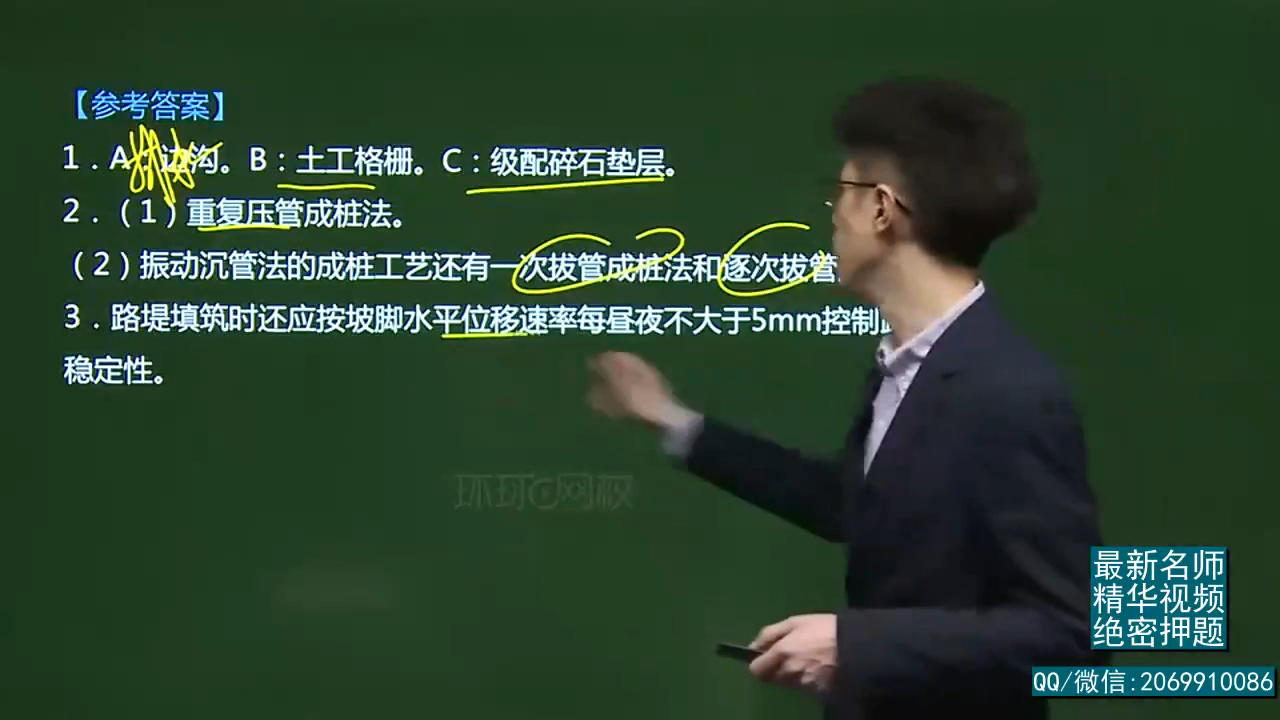 【参考答案】
1．A：边沟。B：土工格栅。C：级配碎石垫层。
2．（1）重复压管成桩法。
（2）振动沉管法的成桩工艺还有一次拔管成桩法和逐次拔管
3．路堤填筑时还应按坡脚水平位移速率每昼夜不大于5mm控制
稳定性。
环球网校
最新名师
精华视频
绝密押题
QQ/微信:2069910086